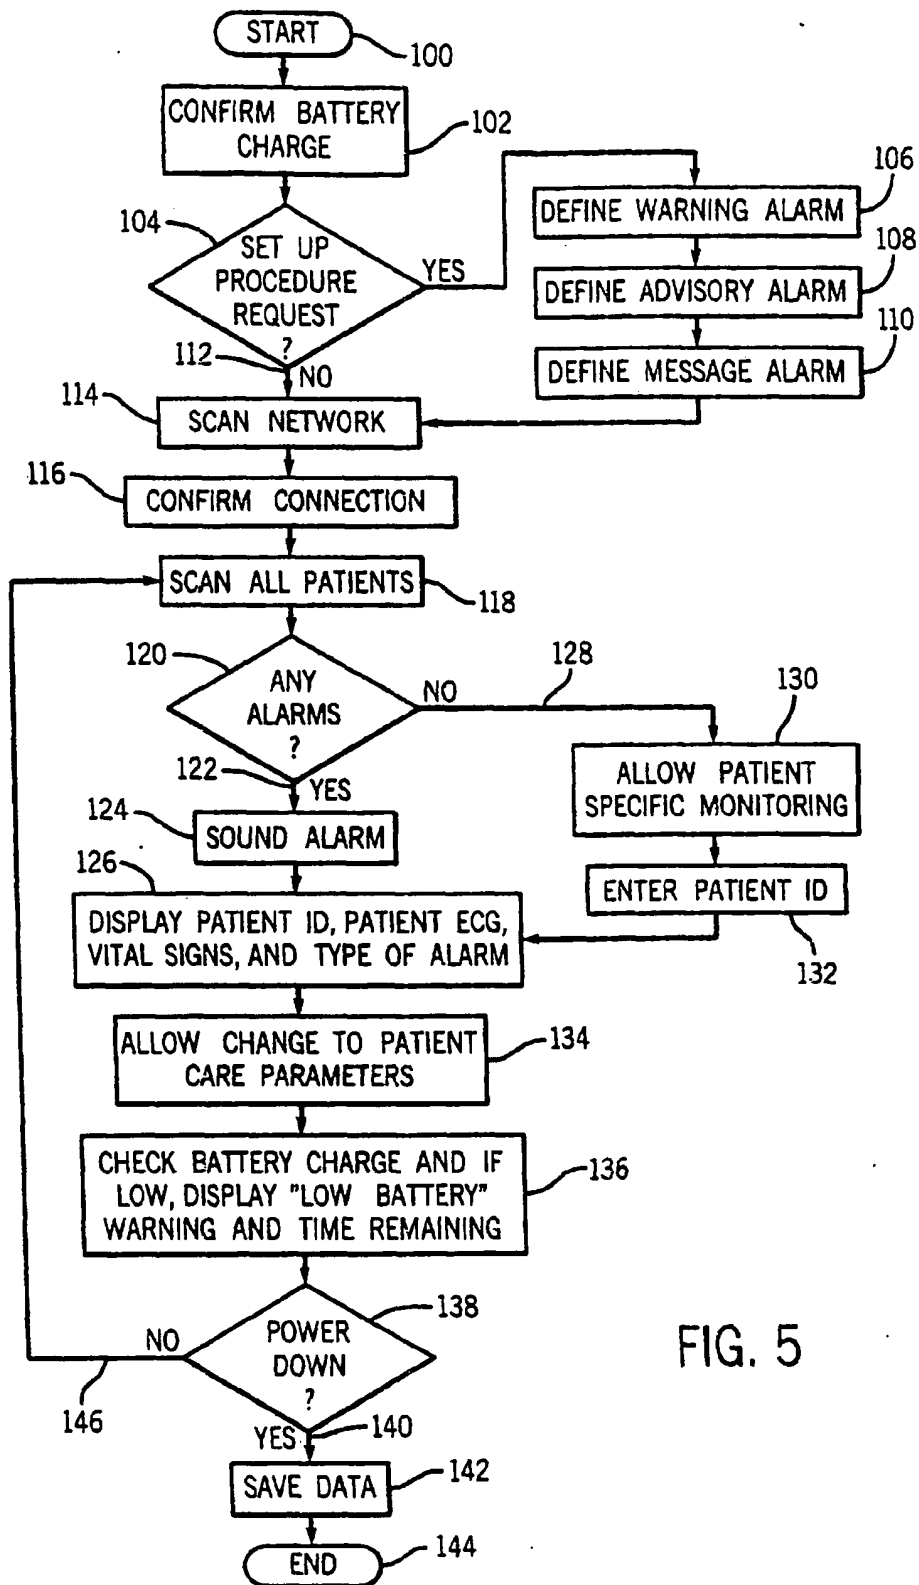 START
100
CONFIRM BATTERY
CHARGE
102
104
SET UP
PROCEDURE
REQUEST
?
YES
106
DEFINE WARNING ALARM
108
DEFINE ADVISORY ALARM
110
DEFINE MESSAGE ALARM
112
NO
114
SCAN NETWORK
116
CONFIRM CONNECTION
SCAN ALL PATIENTS
118
120
ANY
ALARMS
?
NO
128
130
ALLOW PATIENT
SPECIFIC MONITORING
122
YES
124
SOUND ALARM
ENTER PATIENT ID
132
126
DISPLAY PATIENT ID, PATIENT ECG,
VITAL SIGNS, AND TYPE OF ALARM
ALLOW CHANGE TO PATIENT
CARE PARAMETERS
134
CHECK BATTERY CHARGE AND IF
LOW, DISPLAY "LOW BATTERY"
WARNING AND TIME REMAINING
136
138
POWER
DOWN
?
NO
146
YES
140
SAVE DATA
142
END
144
FIG. 5